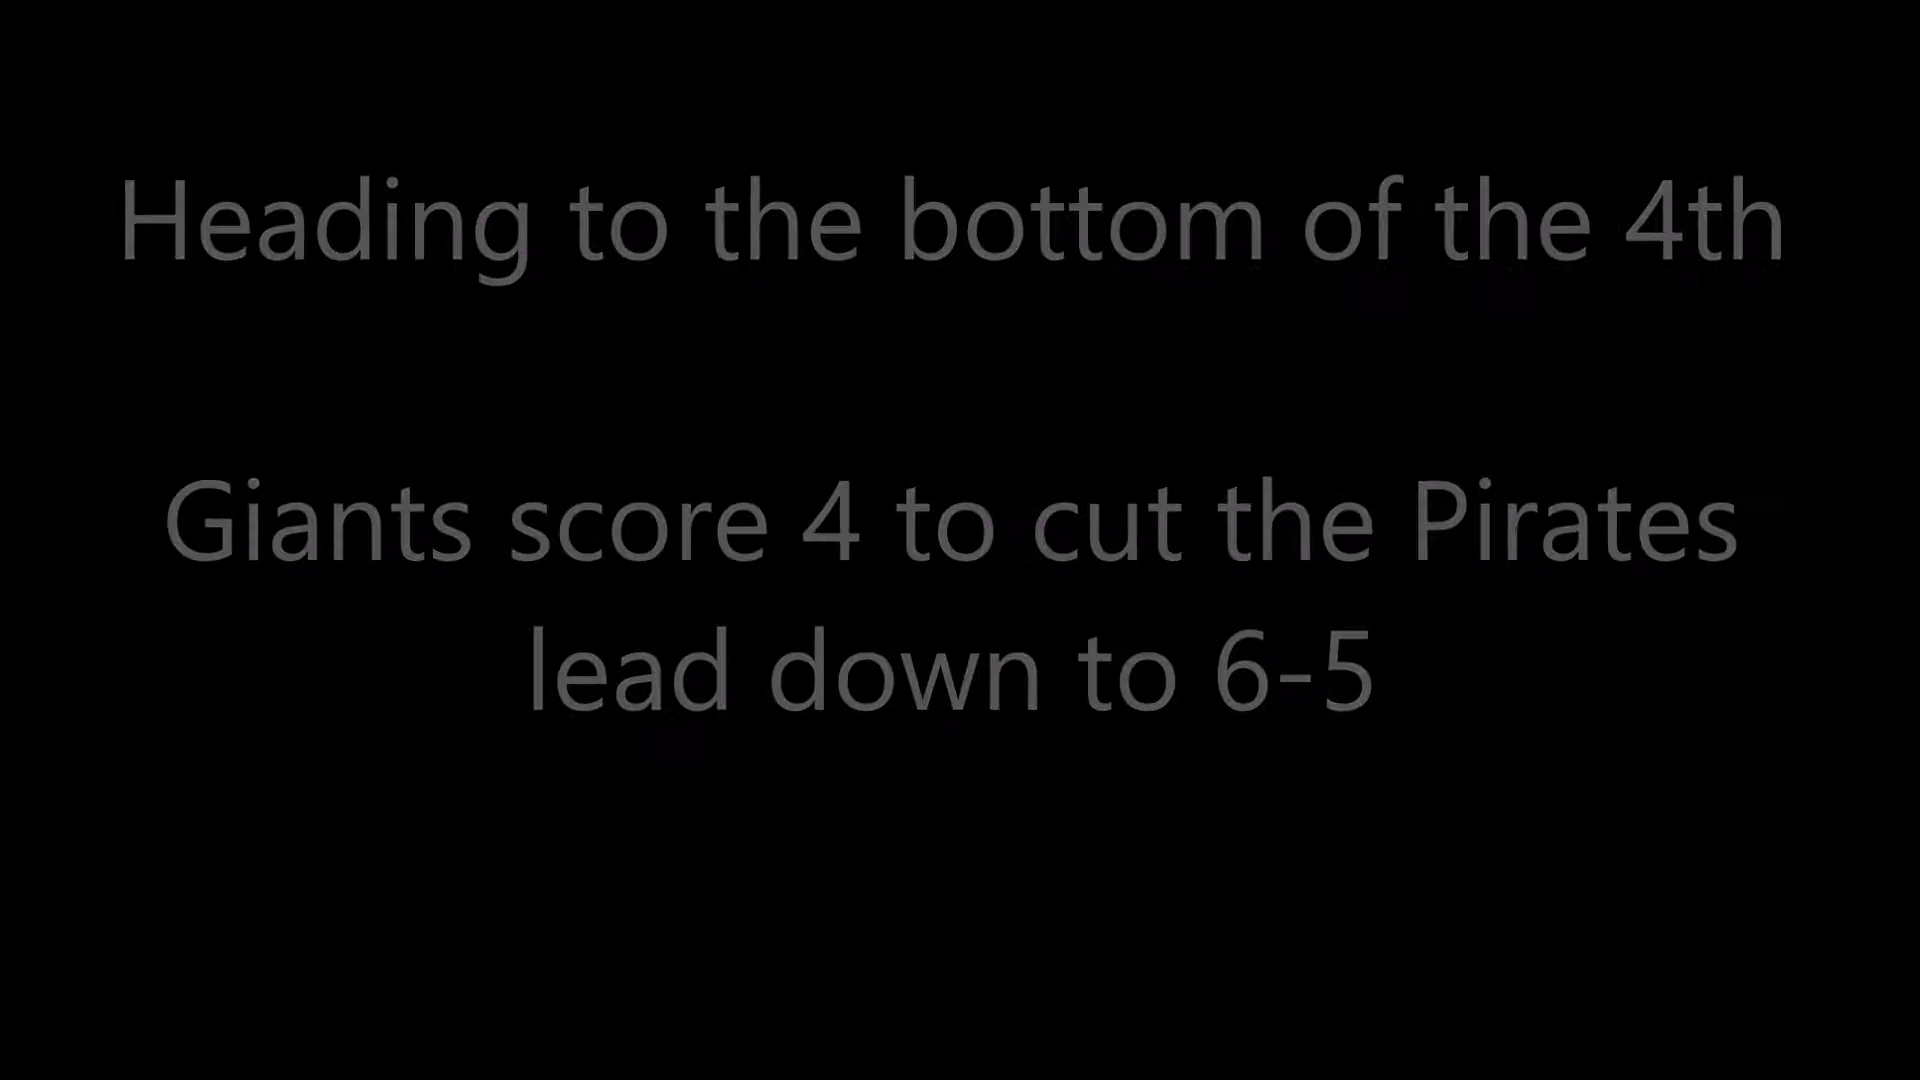 Heading to the bottom of the 4th
Giants score 4 to cut the Pirates
lead down to 6-5